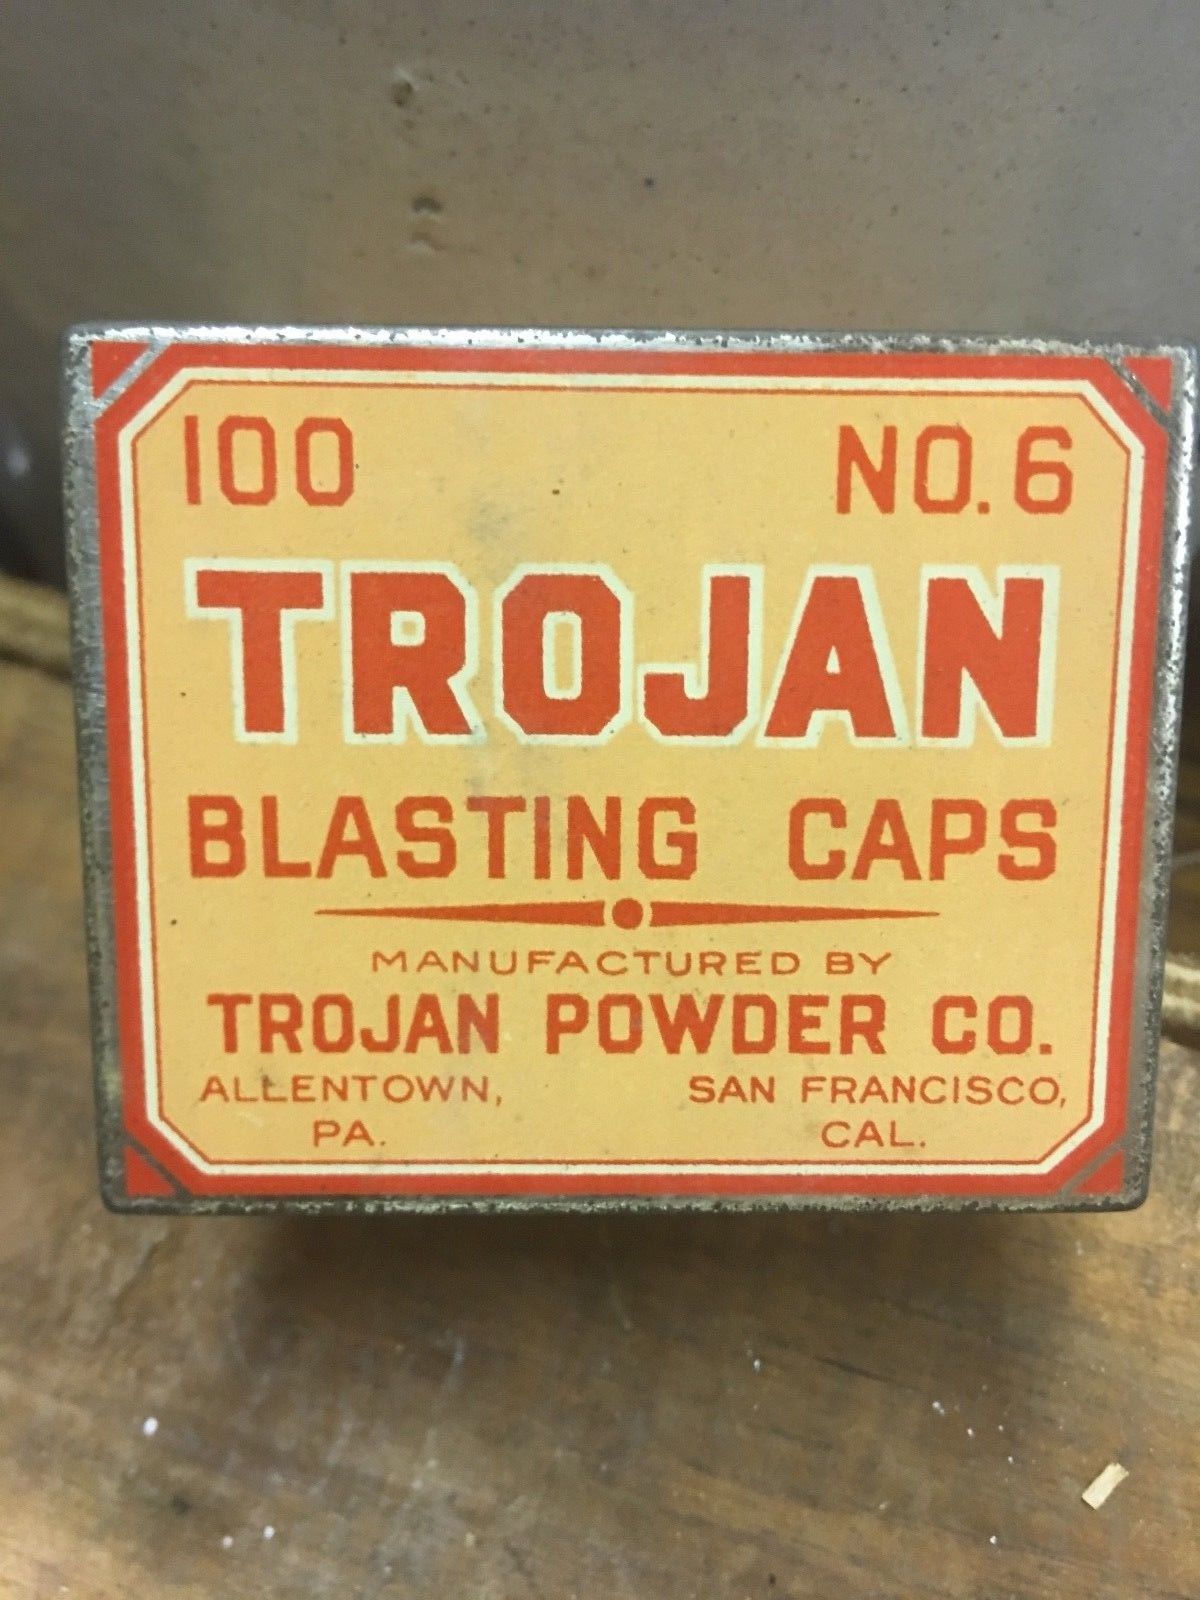 100 NO. 6
TROJAN
BLASTING CAPS
MANUFACTURED BY
TROJAN POWDER CO.
ALLENTOWN, SAN FRANCISCO,
PA. CAL.